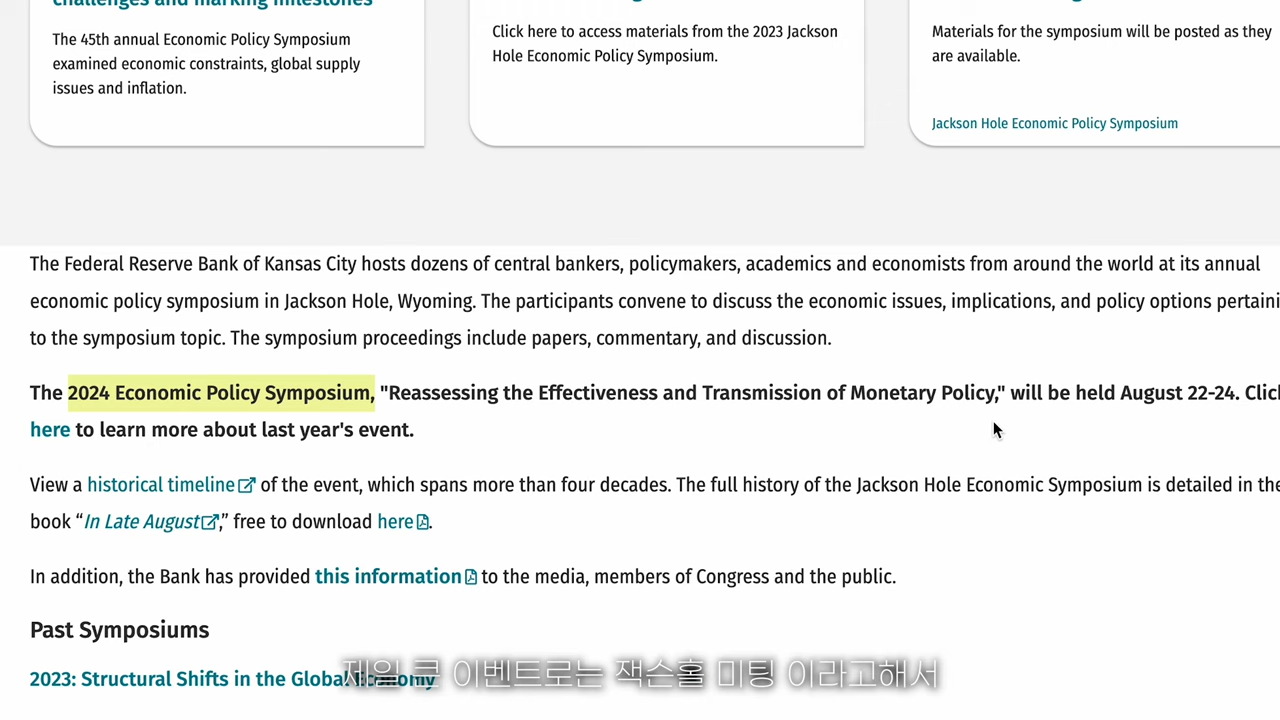 challenges and marking milestones
The 45th annual Economic Policy Symposium
examined economic constraints, global supply
issues and inflation.
Click here to access materials from the 2023 Jackson
Hole Economic Policy Symposium.
Materials for the symposium will be posted as they
are available.
Jackson Hole Economic Policy Symposium
The Federal Reserve Bank of Kansas City hosts dozens of central bankers, policymakers, academics and economists from around the world at its annual
economic policy symposium in Jackson Hole, Wyoming. The participants convene to discuss the economic issues, implications, and policy options pertaini
to the symposium topic. The symposium proceedings include papers, commentary, and discussion.
The 2024 Economic Policy Symposium, "Reassessing the Effectiveness and Transmission of Monetary Policy," will be held August 22-24. Clic
here to learn more about last year's event.
View a historical timeline of the event, which spans more than four decades. The full history of the Jackson Hole Economic Symposium is detailed in the
book “In Late August,” free to download here.
In addition, the Bank has provided this information to the media, members of Congress and the public.
Past Symposiums
2023: Structural Shifts in the Global Economy
제일 큰 이벤트로는 잭슨홀 미팅 이라고해서